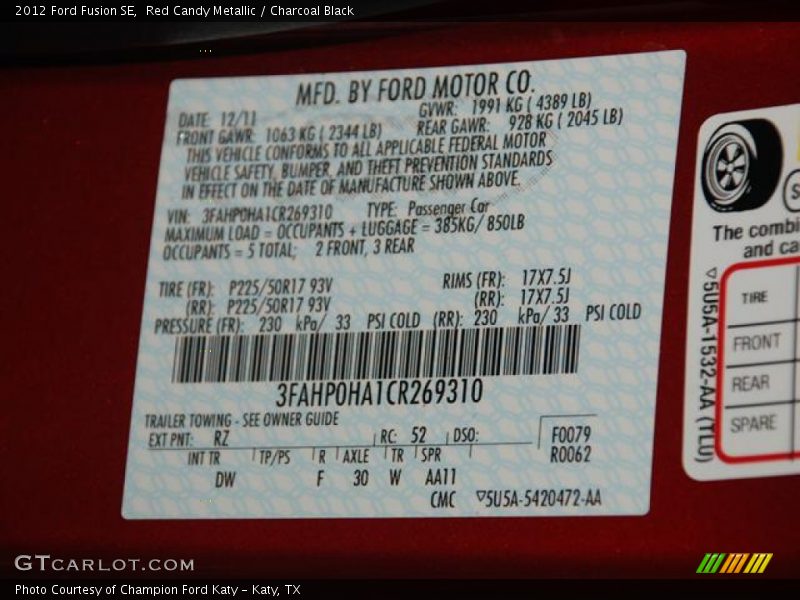 2012 Ford Fusion SE, Red Candy Metallic / Charcoal Black
MFD. BY FORD MOTOR CO.
DATE: 12/11 GVWR: 1991 KG ( 4389 LB)
FRONT GAWR: 1063 KG ( 2344 LB) REAR GAWR: 928 KG ( 2045 LB)
THIS VEHICLE CONFORMS TO ALL APPLICABLE FEDERAL MOTOR
VEHICLE SAFETY, BUMPER, AND THEFT PREVENTION STANDARDS
IN EFFECT ON THE DATE OF MANUFACTURE SHOWN ABOVE.
VIN: 3FAHP0HA1CR269310 TYPE: Passenger Car
MAXIMUM LOAD = OCCUPANTS + LUGGAGE = 385KG/ 850LB
OCCUPANTS = 5 TOTAL; 2 FRONT, 3 REAR
TIRE (FR): P225/50R17 93V RIMS (FR): 17X7.5J
(RR): P225/50R17 93V (RR): 17X7.5J
PRESSURE (FR): 230 kPa/ 33 PSI COLD (RR): 230 kPa/ 33 PSI COLD
3FAHP0HA1CR269310
TRAILER TOWING - SEE OWNER GUIDE
EXT PNT: RZ RC: 52 DSO: F0079
INT TR TP/PS R AXLE TR SPR R0062
DW F 30 W AA11
CMC 5U5A-5420472-AA
The combi
and ca
5U5A-1532-AA (TLU)
TIRE
FRONT
REAR
SPARE
GTCARLOT.COM
Photo Courtesy of Champion Ford Katy - Katy, TX